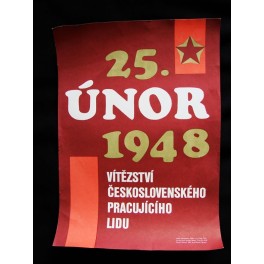 25.
ÚNOR
1948
VÍTĚZSTVÍ
ČESKOSLOVENSKÉHO
PRACUJÍCÍHO
LIDU